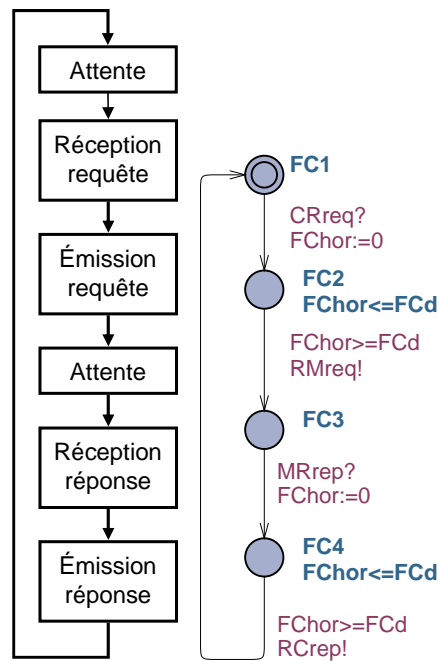 Attente
Réception
requête
Émission
requête
Attente
Réception
réponse
Émission
réponse
FC1
CRreq?
FChor:=0
FC2
FChor<=FCd
FChor>=FCd
RMreq!
FC3
MRrep?
FChor:=0
FC4
FChor<=FCd
FChor>=FCd
RCrep!